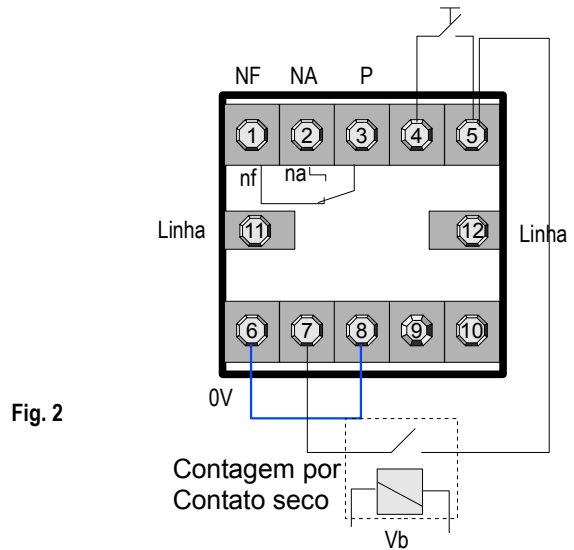 NF NA P
1 2 3 4 5
nf na
Linha 11 12 Linha
6 7 8 9 10
0V
Fig. 2
Contagem por
Contato seco
Vb